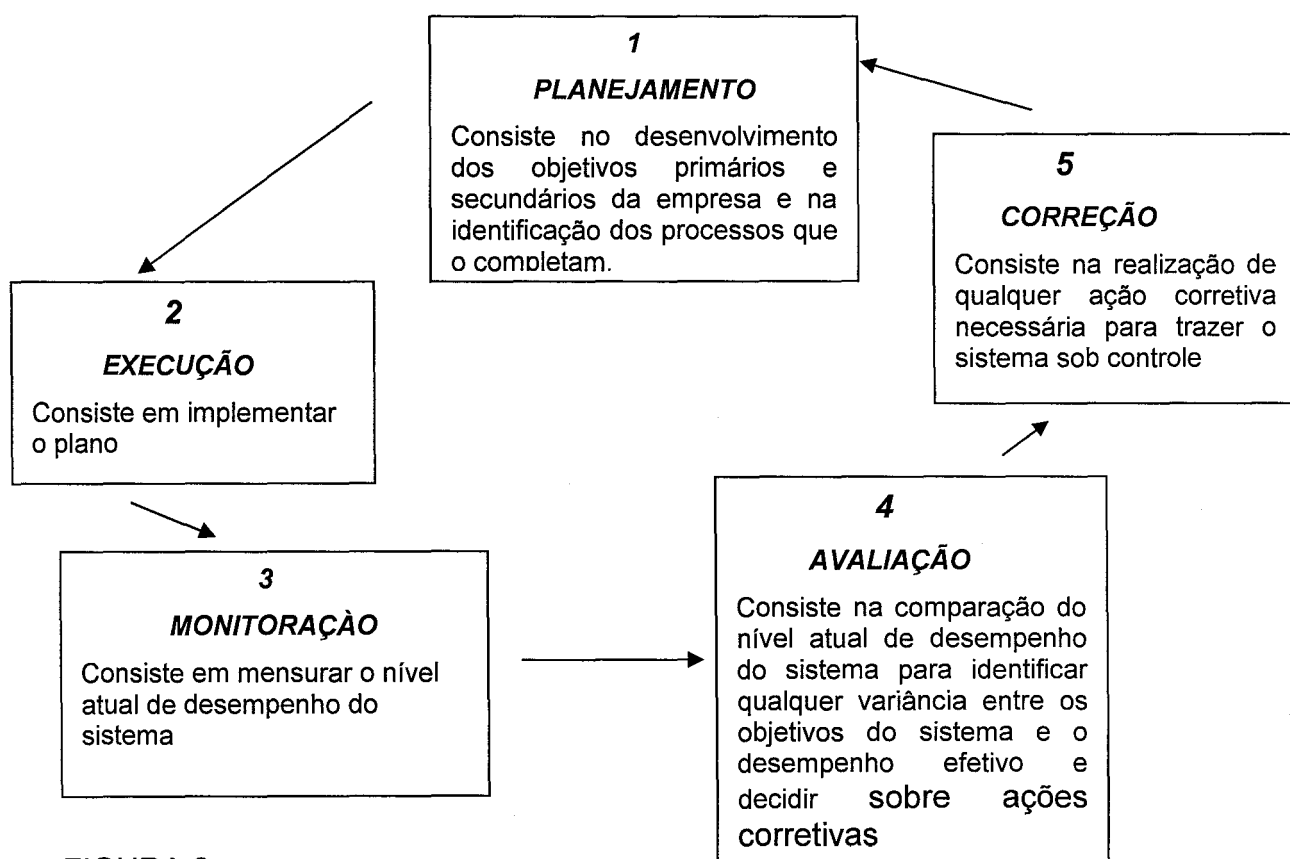 1
PLANEJAMENTO
Consiste no desenvolvimento
dos objetivos primários e
secundários da empresa e na
identificação dos processos que
o completam.
2
EXECUÇÃO
Consiste em implementar
o plano
3
MONITORAÇÀO
Consiste em mensurar o nível
atual de desempenho do
sistema
4
AVALIAÇÃO
Consiste na comparação do
nível atual de desempenho
do sistema para identificar
qualquer variância entre os
objetivos do sistema e o
desempenho efetivo e
decidir sobre ações
corretivas
5
CORREÇÃO
Consiste na realização de
qualquer ação corretiva
necessária para trazer o
sistema sob controle